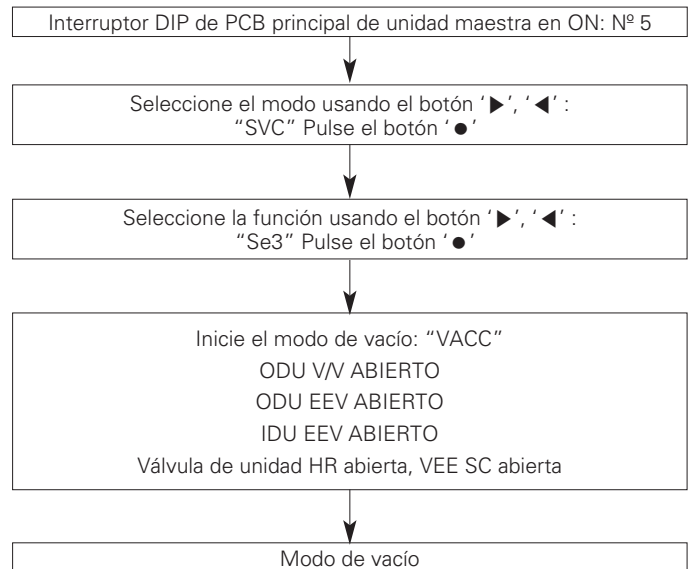 Interruptor DIP de PCB principal de unidad maestra en ON: Nº 5
Seleccione el modo usando el botón ‘▶’, ‘◀’ :
“SVC” Pulse el botón ‘●’
Seleccione la función usando el botón ‘▶’, ‘◀’ :
“Se3” Pulse el botón ‘●’
Inicie el modo de vacío: “VACC”
ODU V/V ABIERTO
ODU EEV ABIERTO
IDU EEV ABIERTO
Válvula de unidad HR abierta, VEE SC abierta
Modo de vacío